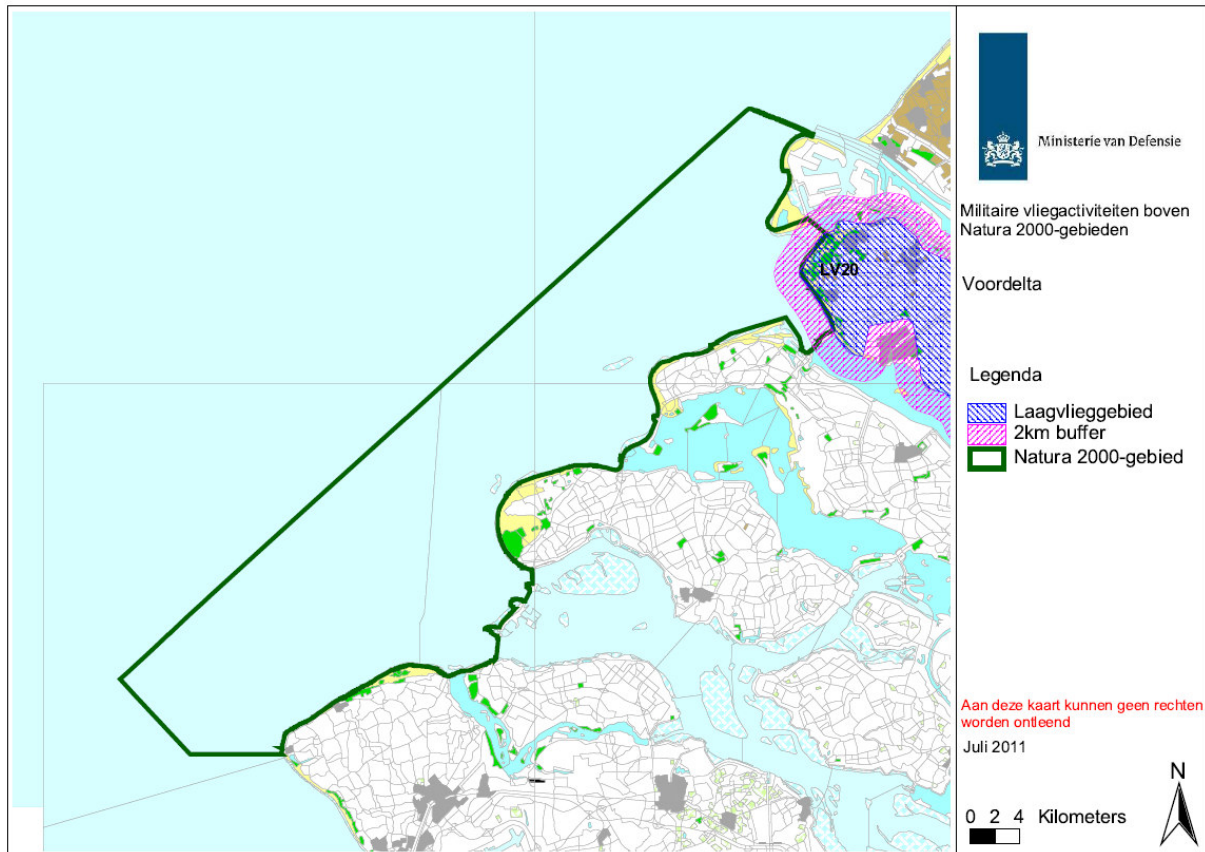 Ministerie van Defensie
Militaire vliegactiviteiten boven
Natura 2000-gebieden
Voordelta
LV20
Legenda
Laagvlieggebied
2km buffer
Natura 2000-gebied
Aan deze kaart kunnen geen rechten
worden ontleend
Juli 2011
N
0 2 4 Kilometers